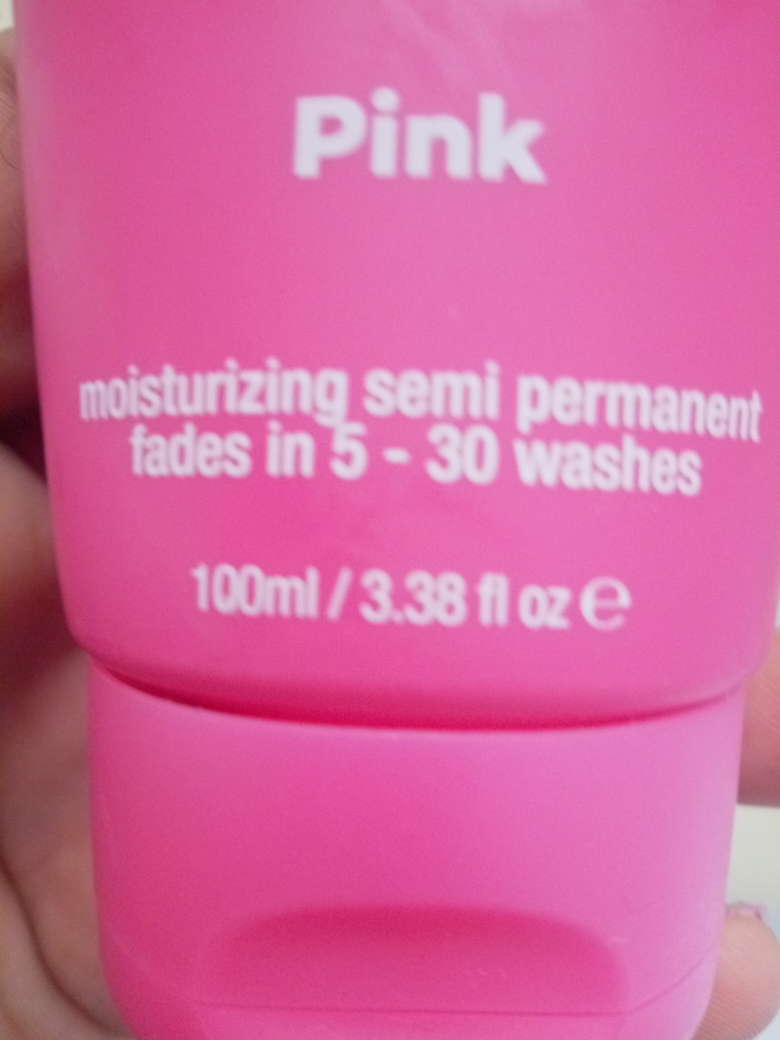 Pink
moisturizing semi permanent
fades in 5 - 30 washes
100ml / 3.38 fl oz ℮